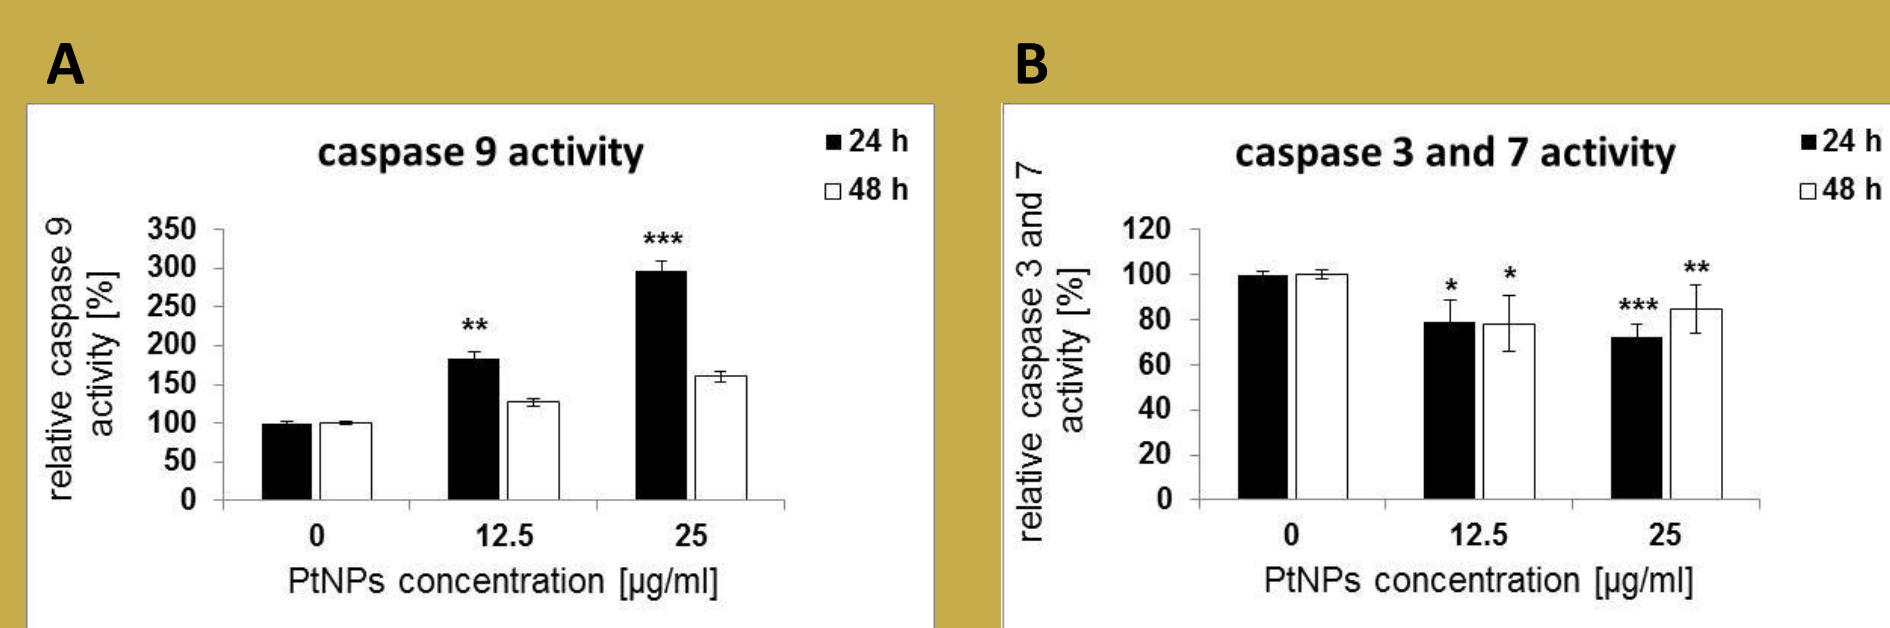 A
caspase 9 activity
24 h
48 h
relative caspase 9
activity [%]
350
300
250
200
150
100
50
0
**
***
0
12.5
25
PtNPs concentration [µg/ml]
B
caspase 3 and 7 activity
24 h
48 h
relative caspase 3 and 7
activity [%]
120
100
80
60
40
20
0
*
*
***
**
0
12.5
25
PtNPs concentration [µg/ml]